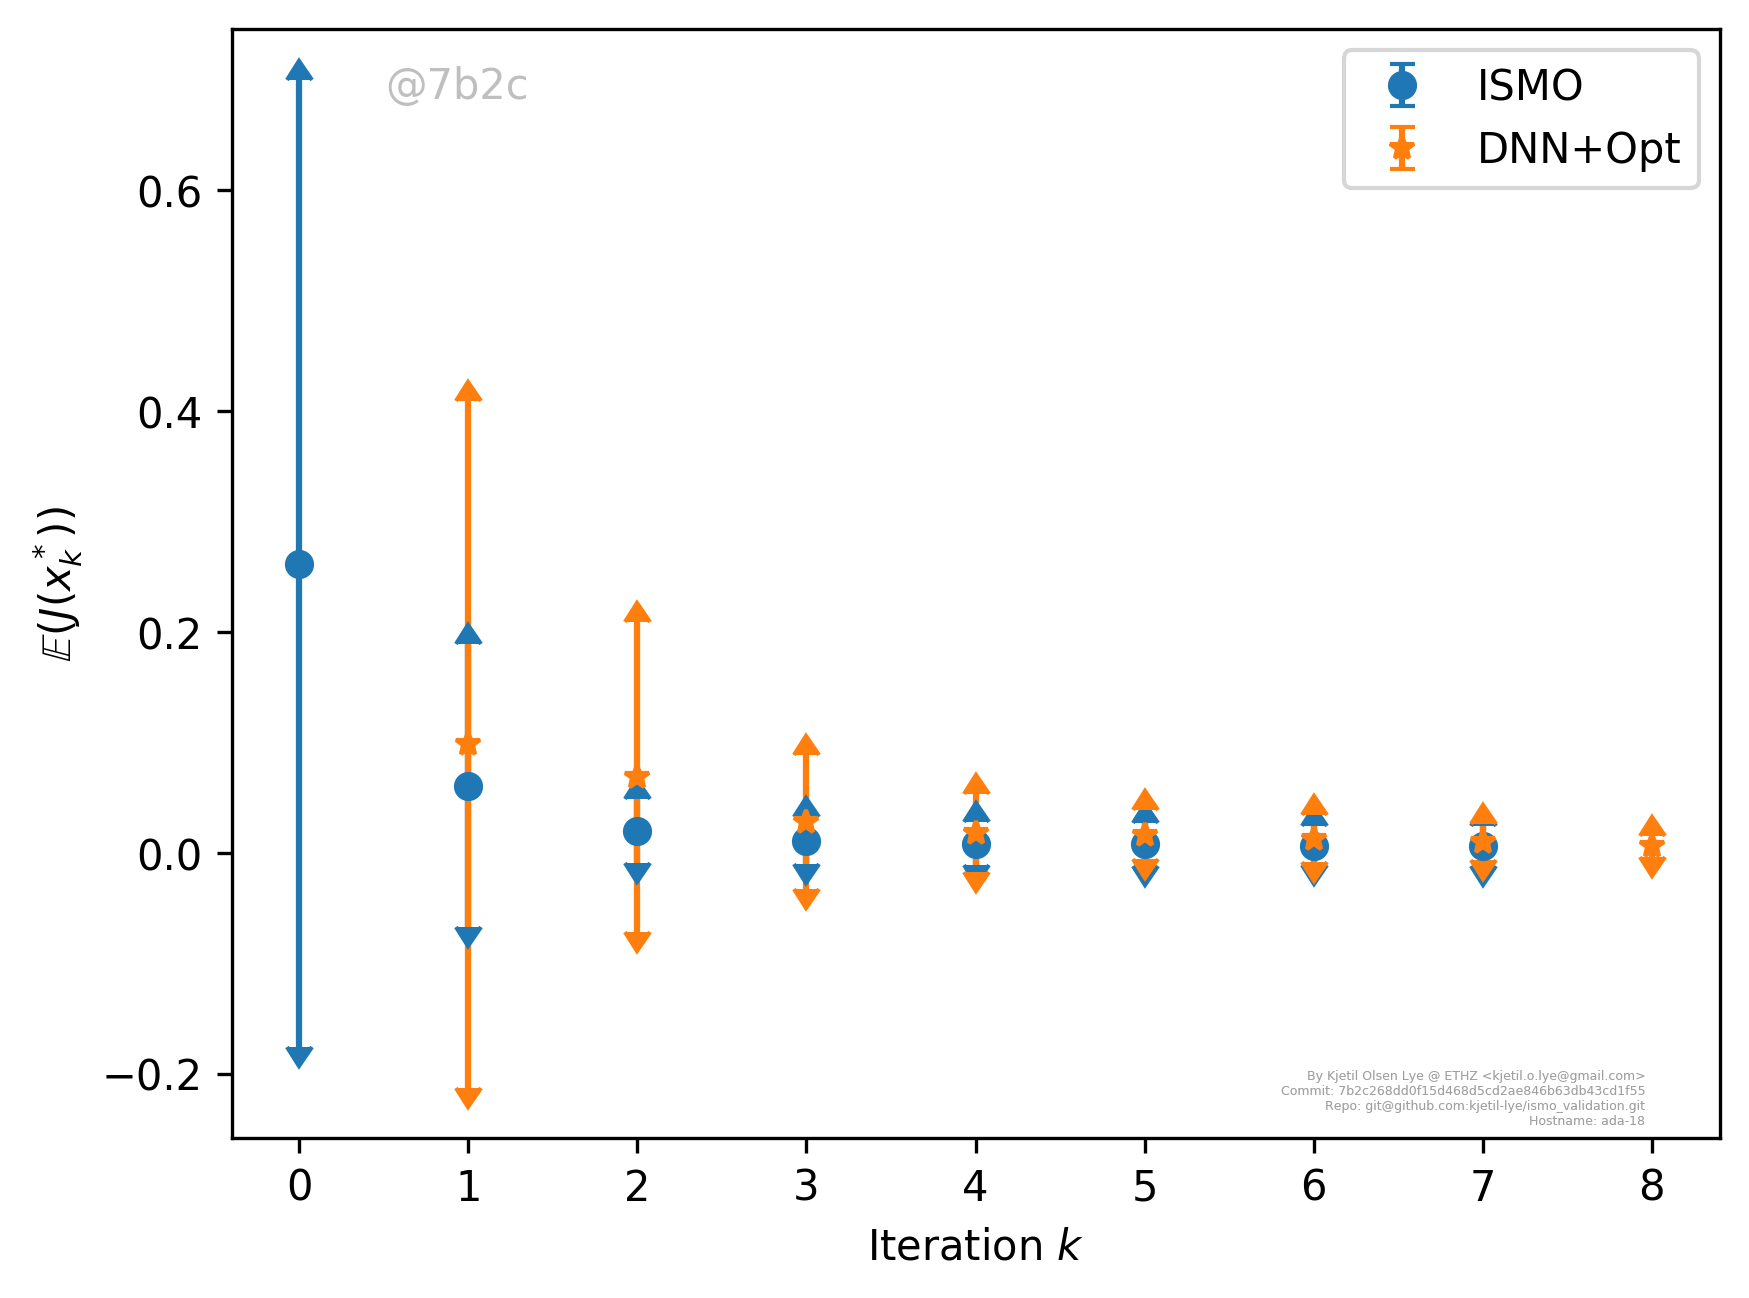 @7b2c
ISMO
DNN+Opt
0.6
0.4
0.2
0.0
−0.2
𝔼(J(x*k))
By Kjetil Olsen Lye @ ETHZ <kjetil.o.lye@gmail.com>
Commit: 7b2c268dd0f15d468d5cd2ae846b63db43cd1f55
Repo: git@github.com:kjetil-lye/ismo_validation.git
Hostname: ada-18
0 1 2 3 4 5 6 7 8
Iteration k